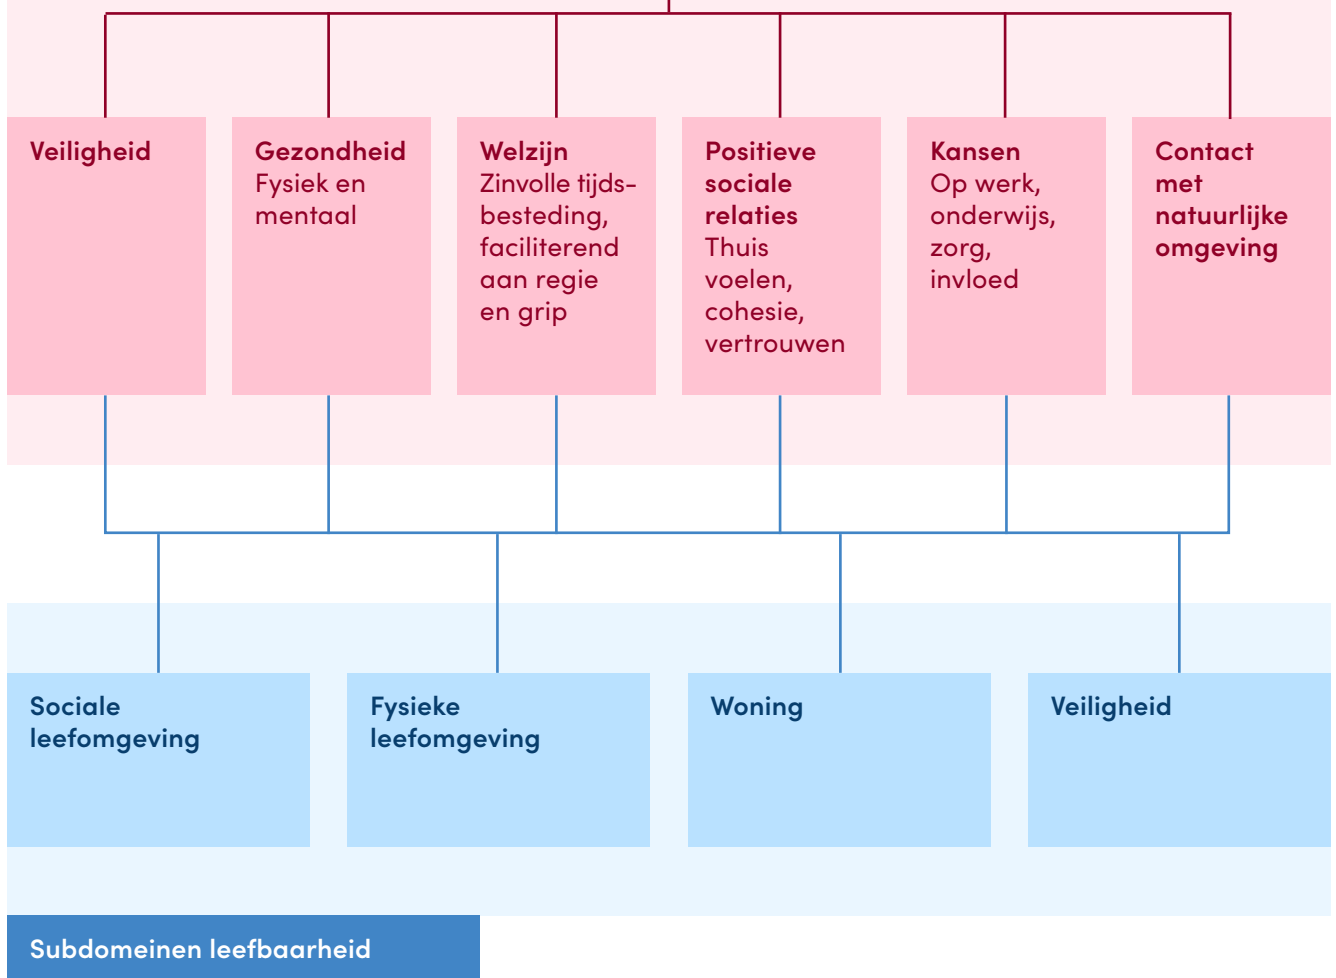 Veiligheid
Gezondheid
Fysiek en
mentaal
Welzijn
Zinvolle tijds-
besteding,
faciliterend
aan regie
en grip
Positieve
sociale
relaties
Thuis
voelen,
cohesie,
vertrouwen
Kansen
Op werk,
onderwijs,
zorg,
invloed
Contact
met
natuurlijke
omgeving
Sociale
leefomgeving
Fysieke
leefomgeving
Woning
Veiligheid
Subdomeinen leefbaarheid